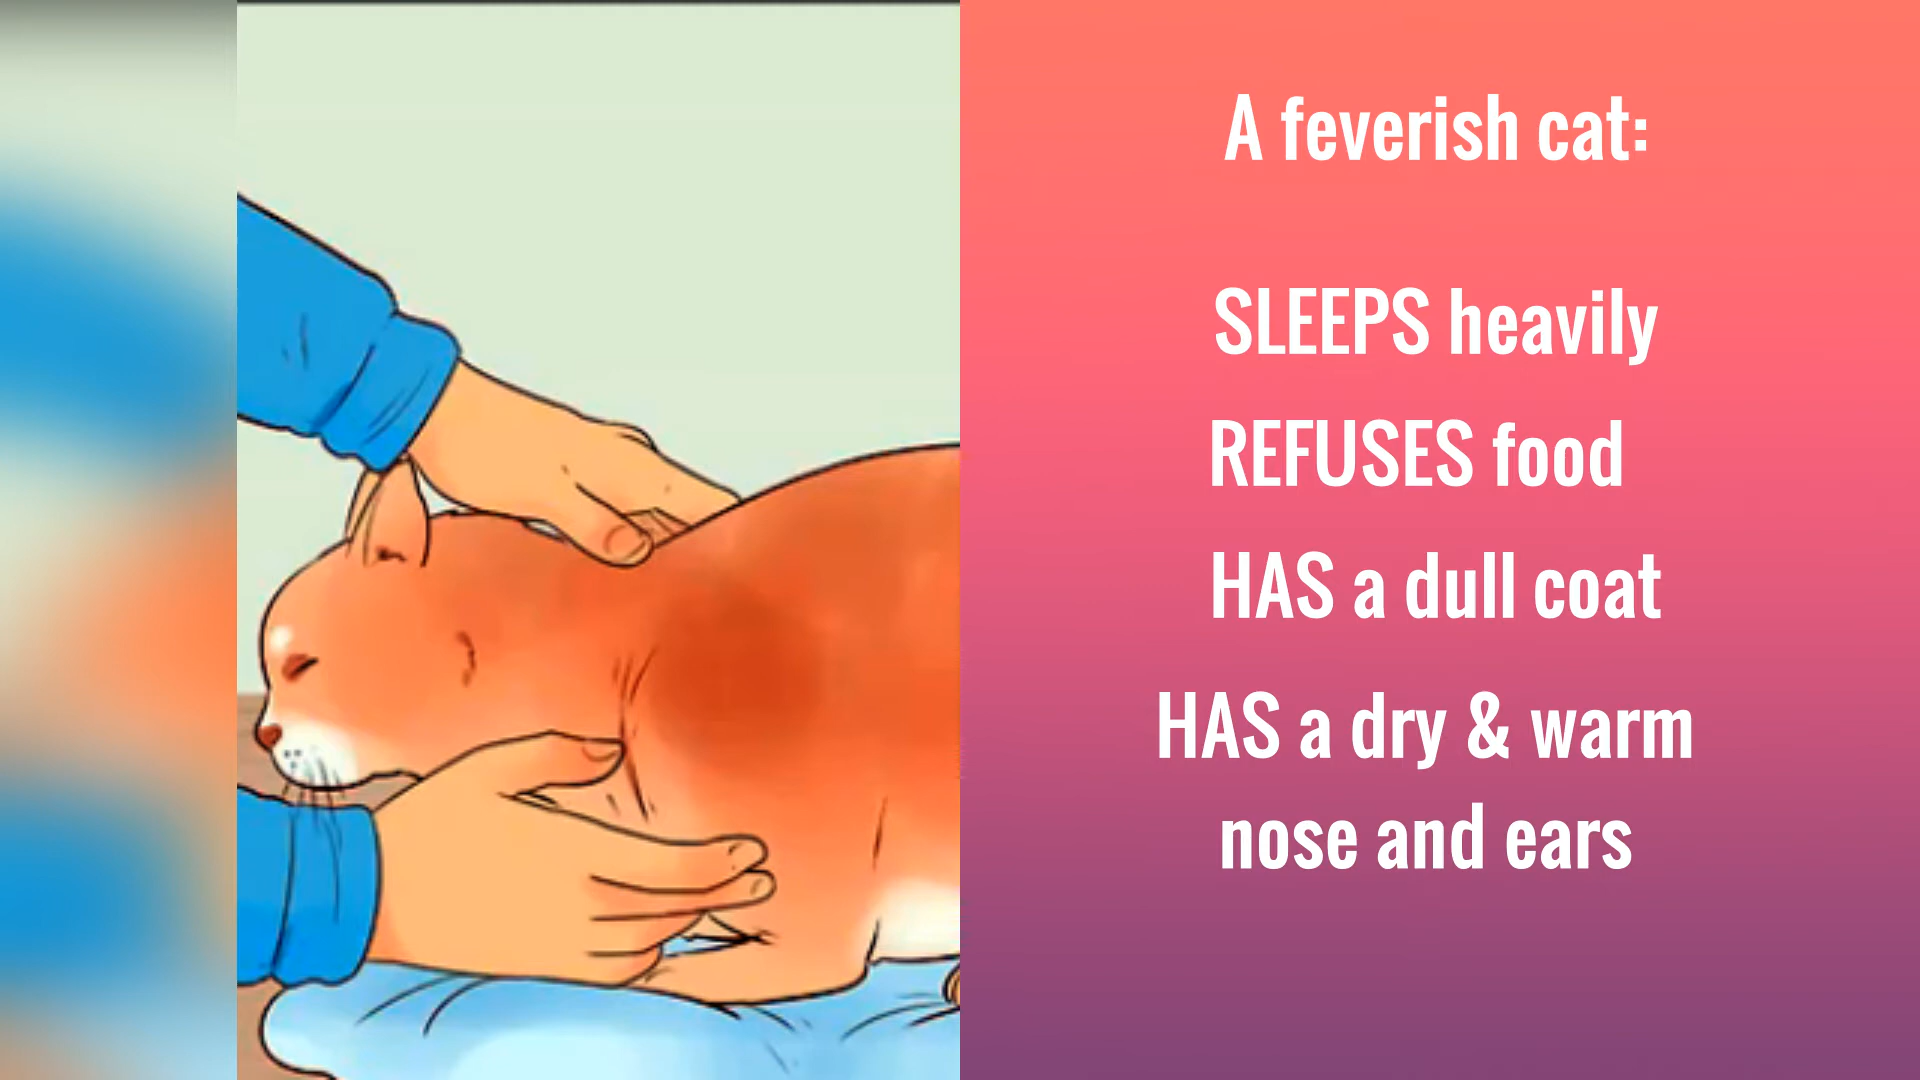 A feverish cat:
SLEEPS heavily
REFUSES food
HAS a dull coat
HAS a dry & warm
nose and ears